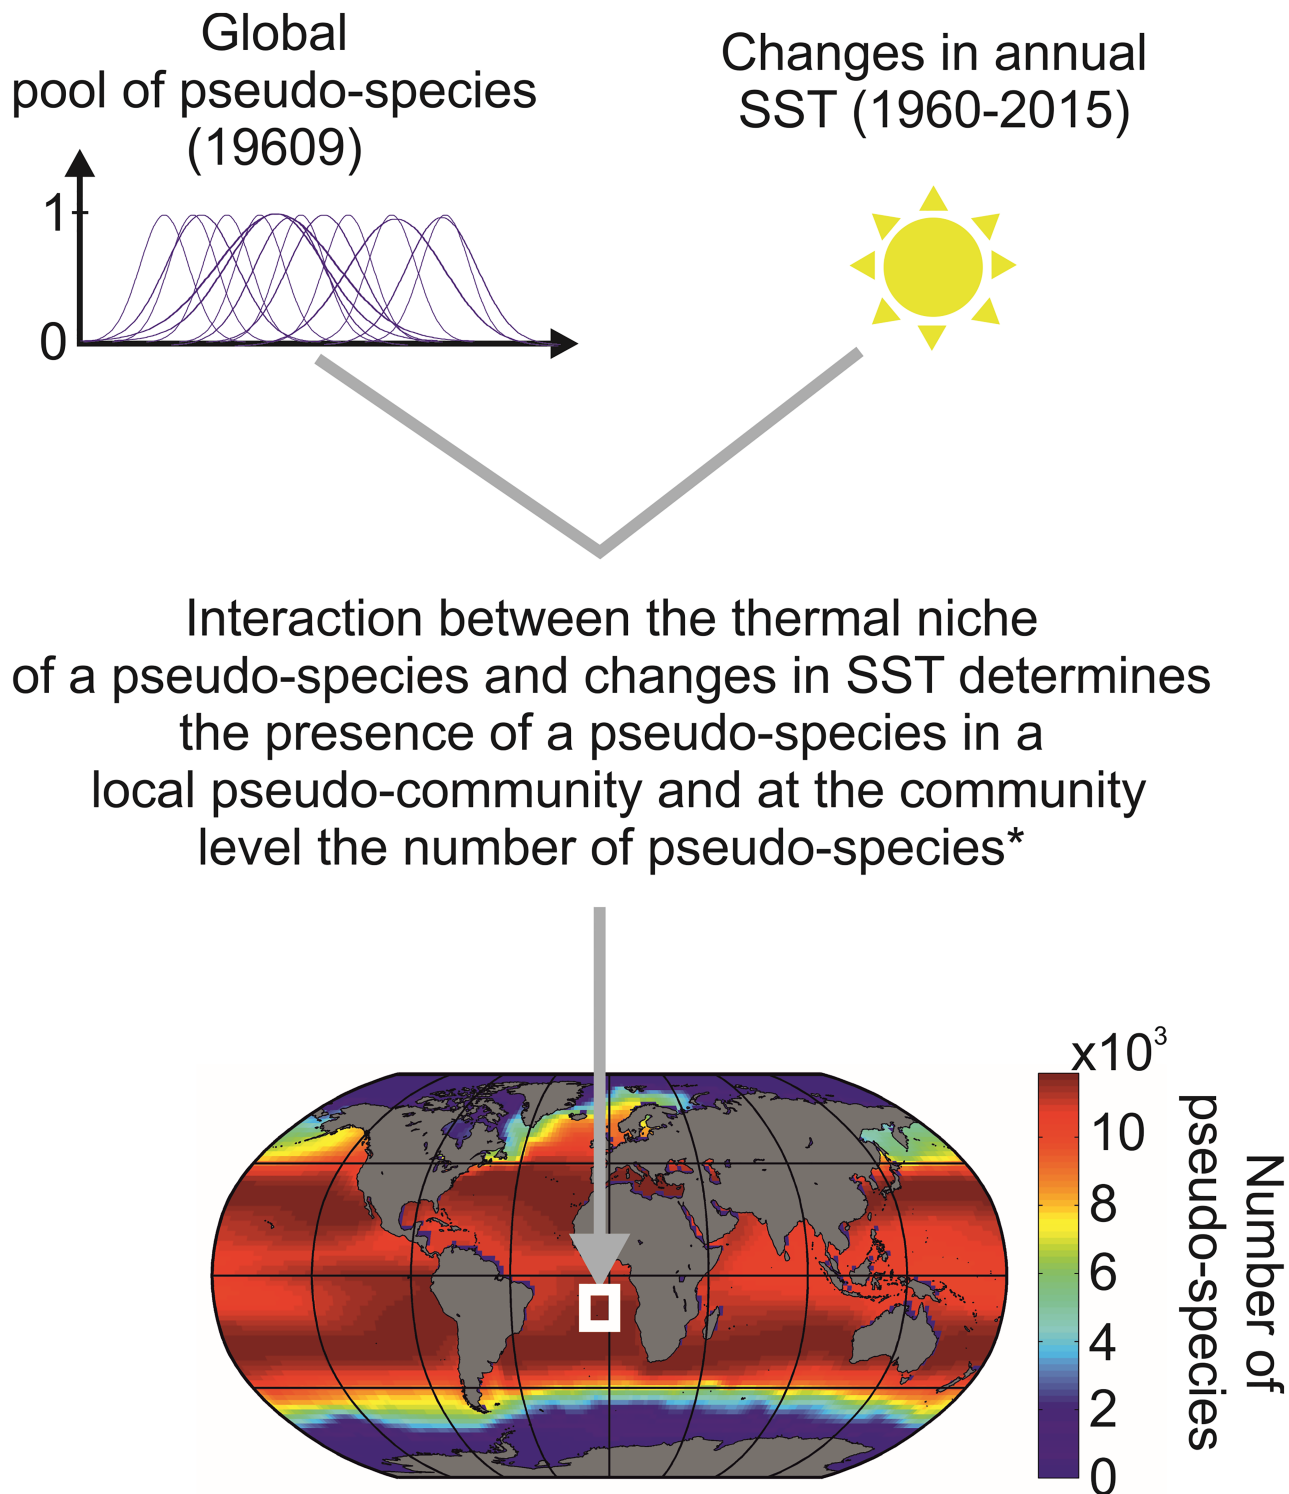 Global
pool of pseudo-species
(19609)
1
0
Changes in annual
SST (1960-2015)
Interaction between the thermal niche
of a pseudo-species and changes in SST determines
the presence of a pseudo-species in a
local pseudo-community and at the community
level the number of pseudo-species*
x10³
10
8
6
4
2
0
Number of
pseudo-species